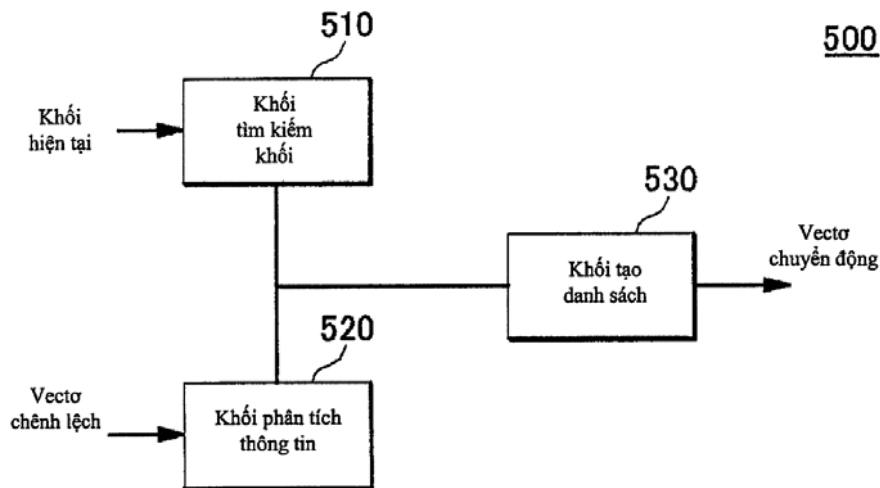 500
510
Khối
hiện tại
Khối
tìm kiếm
khối
530
Khối tạo
danh sách
Vectơ
chuyển động
520
Vectơ
chênh lệch
Khối phân tích
thông tin